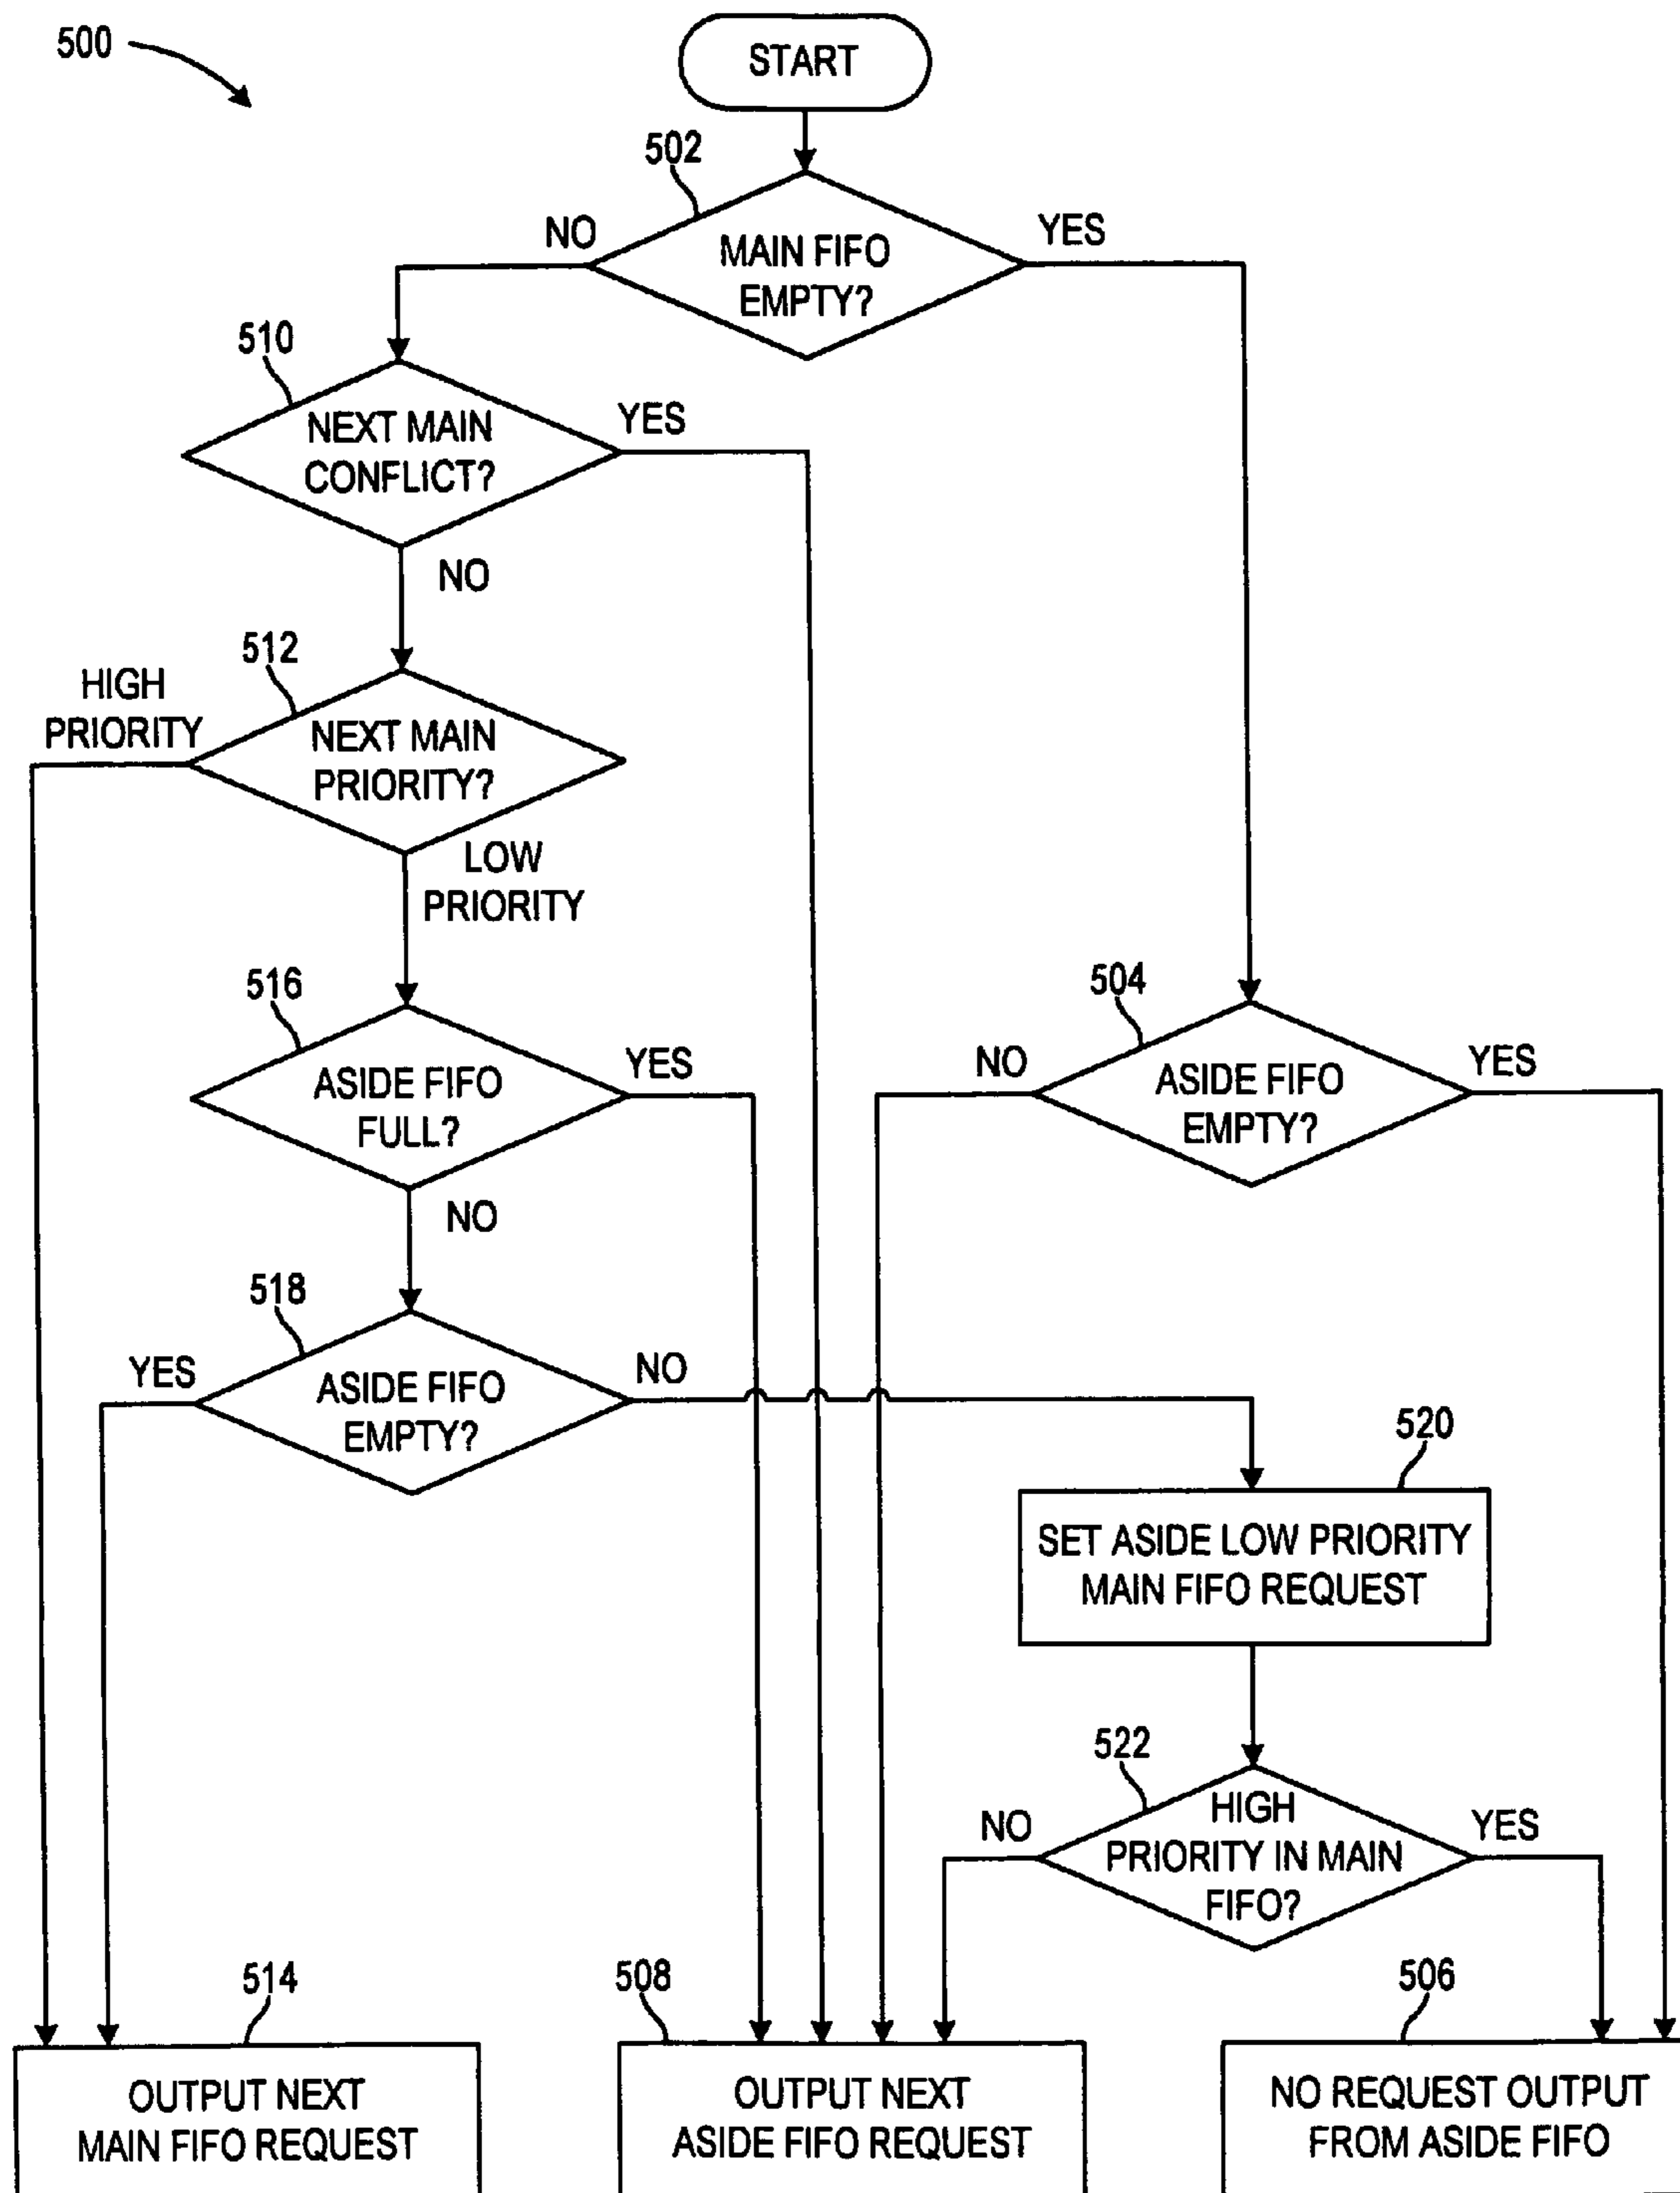 500
START
502
NO
YES
MAIN FIFO
EMPTY?
510
NEXT MAIN
CONFLICT?
YES
NO
512
HIGH
PRIORITY
NEXT MAIN
PRIORITY?
LOW
PRIORITY
516
ASIDE FIFO
FULL?
YES
NO
504
NO
YES
ASIDE FIFO
EMPTY?
518
YES
NO
ASIDE FIFO
EMPTY?
520
SET ASIDE LOW PRIORITY
MAIN FIFO REQUEST
522
HIGH
PRIORITY IN MAIN
FIFO?
NO
YES
514
OUTPUT NEXT
MAIN FIFO REQUEST
508
OUTPUT NEXT
ASIDE FIFO REQUEST
506
NO REQUEST OUTPUT
FROM ASIDE FIFO